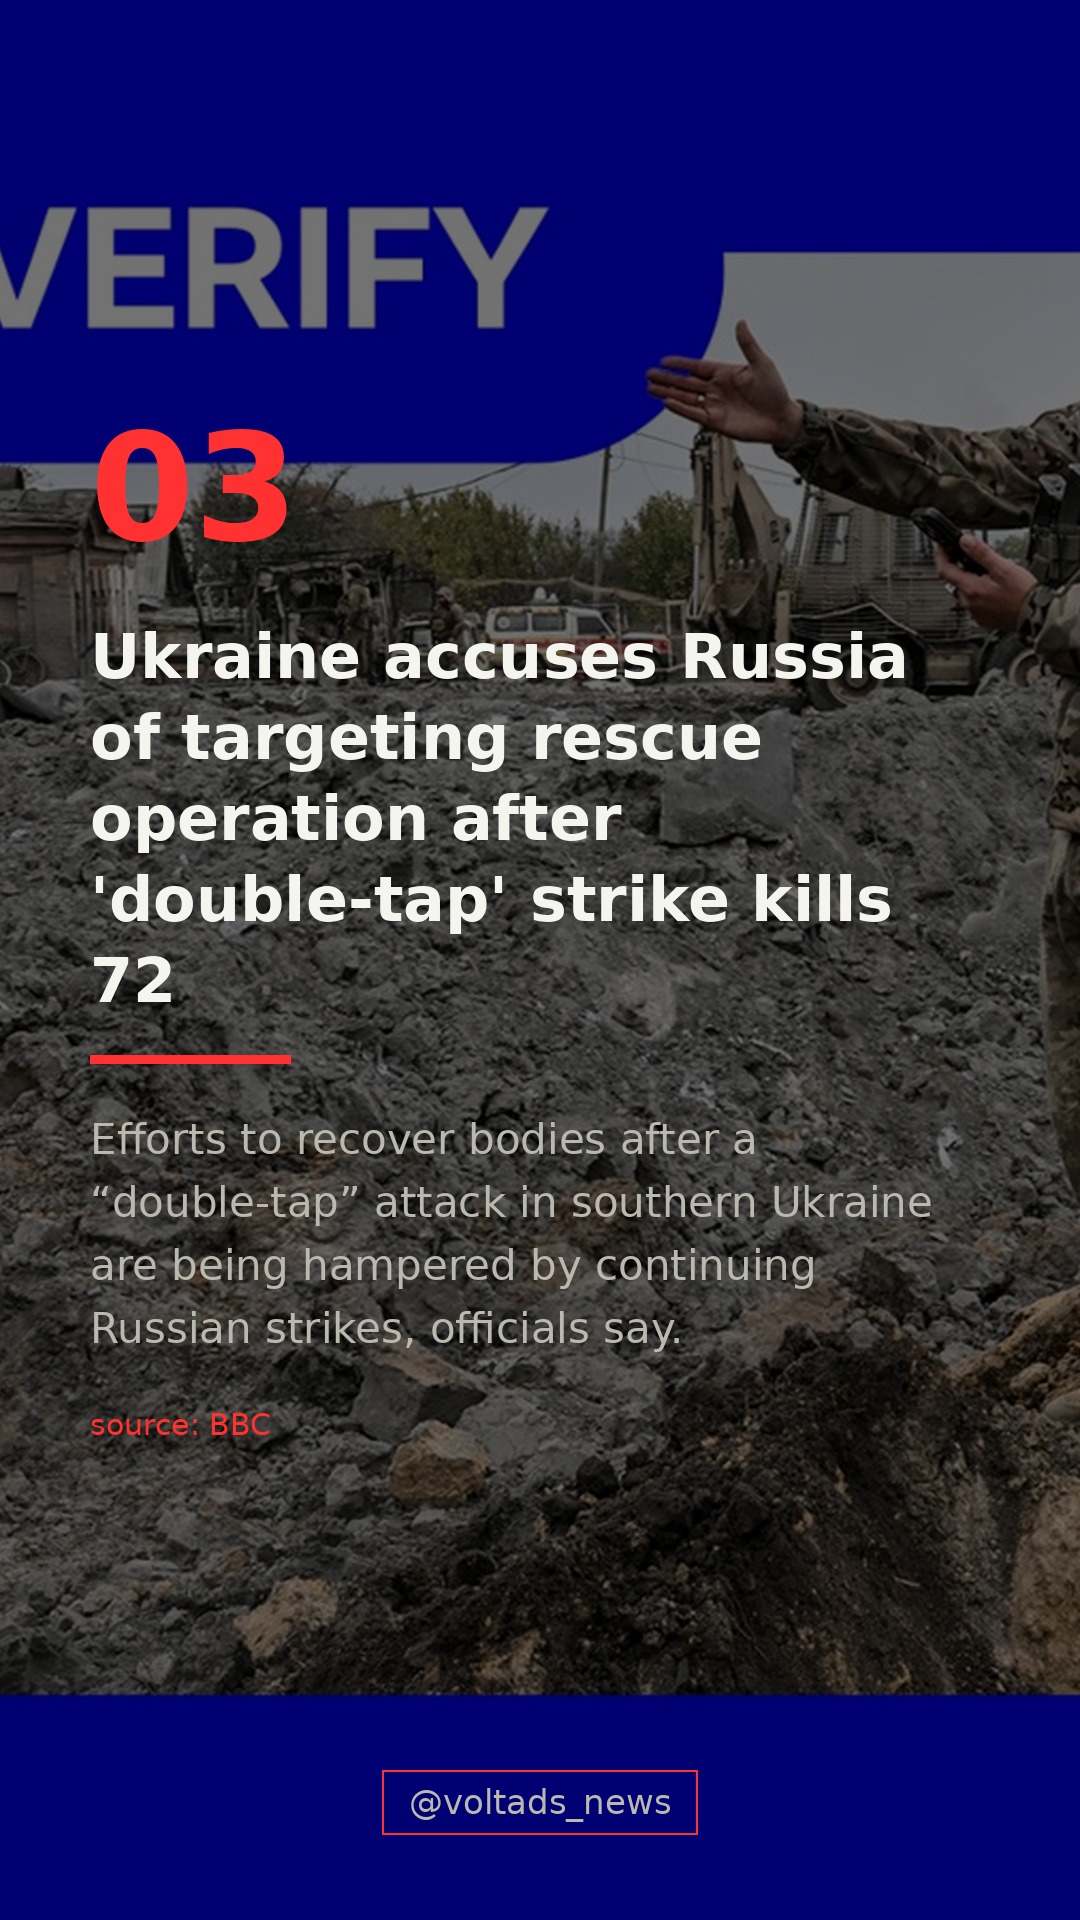 VERIFY
03
Ukraine accuses Russia
of targeting rescue
operation after
'double-tap' strike kills
72
Efforts to recover bodies after a
“double-tap” attack in southern Ukraine
are being hampered by continuing
Russian strikes, officials say.
source: BBC
@voltads_news